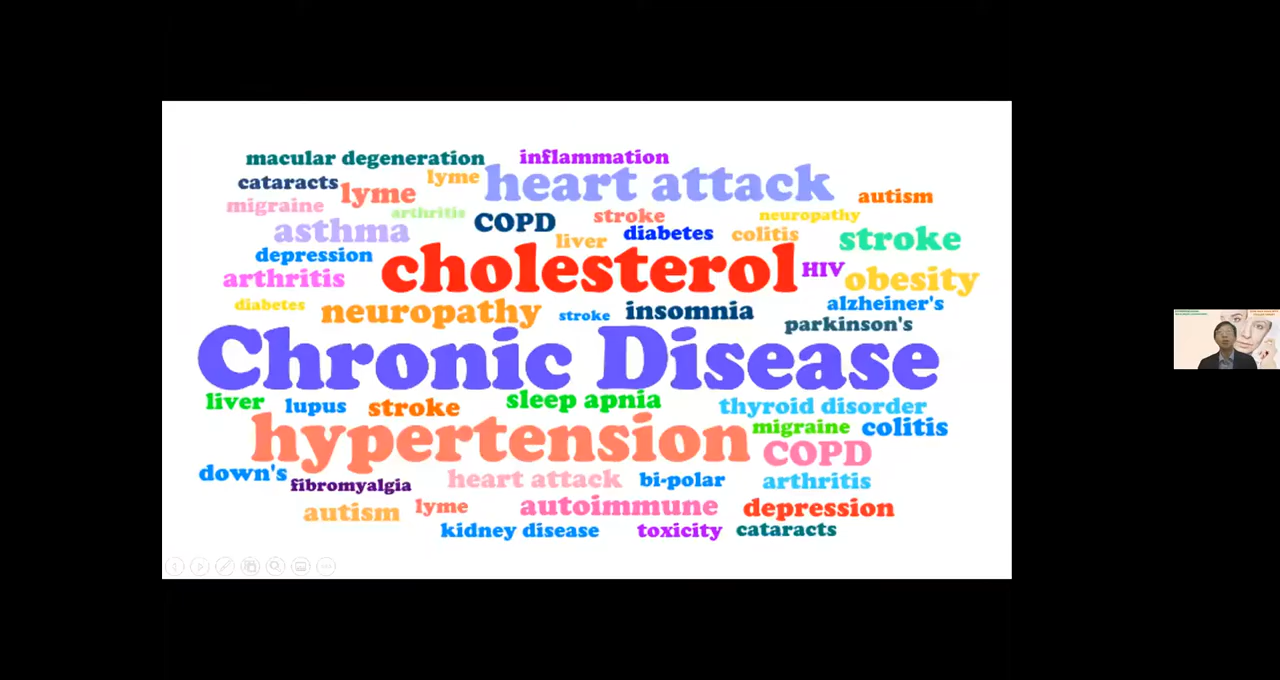 macular degeneration inflammation
cataracts lyme lyme heart attack autism
migraine arthritis COPD stroke neuropathy
asthma liver diabetes colitis stroke
depression cholesterol HIV obesity
arthritis
diabetes neuropathy stroke insomnia alzheimer's
parkinson's
Chronic Disease
liver lupus stroke sleep apnia thyroid disorder
hypertension migraine colitis
COPD
down's fibromyalgia heart attack bi-polar arthritis
autism lyme autoimmune depression
kidney disease toxicity cataracts